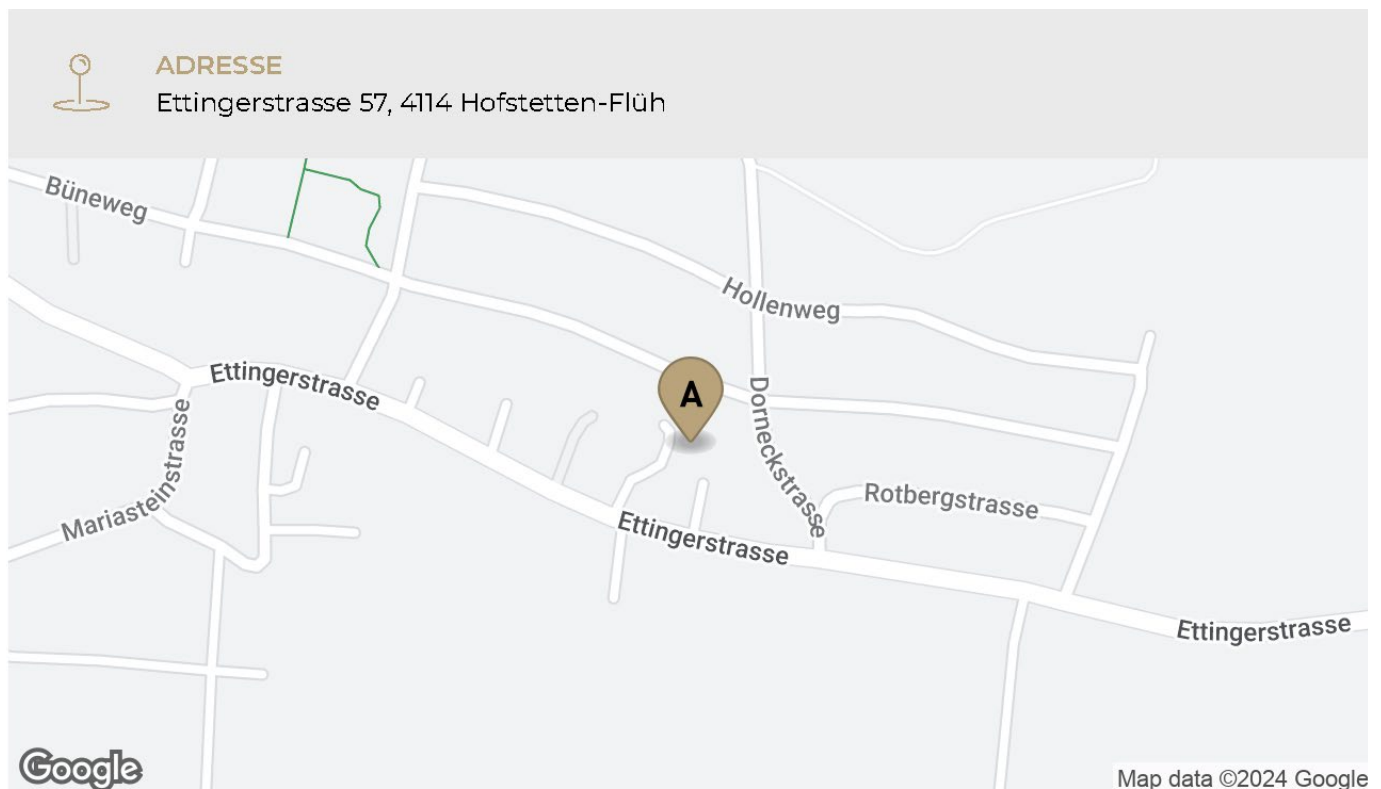 ADRESSE
Ettingerstrasse 57, 4114 Hofstetten-Flüh
Büneweg
Hollenweg
Ettingerstrasse
A
Dorneckstrasse
Mariasteinstrasse
Rotbergstrasse
Ettingerstrasse
Ettingerstrasse
Google
Map data ©2024 Google